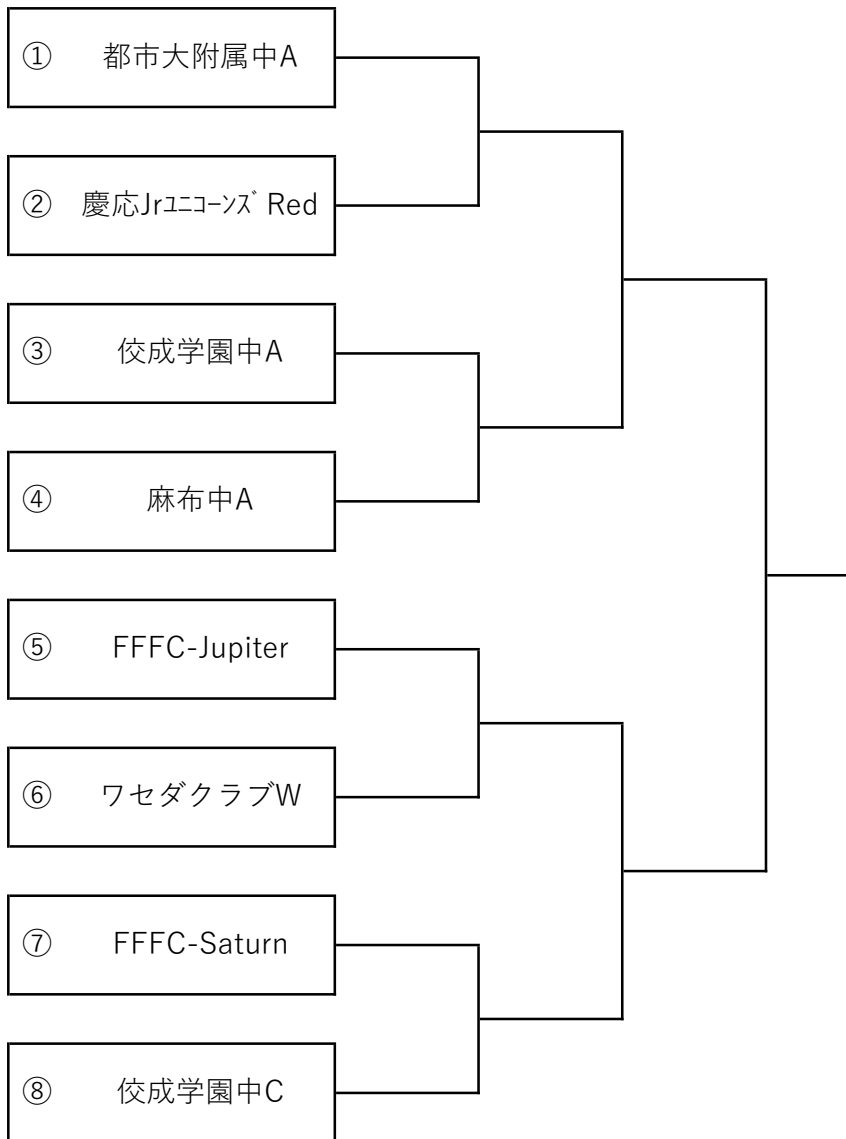 ① 都市大附属中A
② 慶応Jrﾕﾆｺｰﾝｽﾞ Red
③ 佼成学園中A
④ 麻布中A
⑤ FFFC-Jupiter
⑥ ワセダクラブW
⑦ FFFC-Saturn
⑧ 佼成学園中C